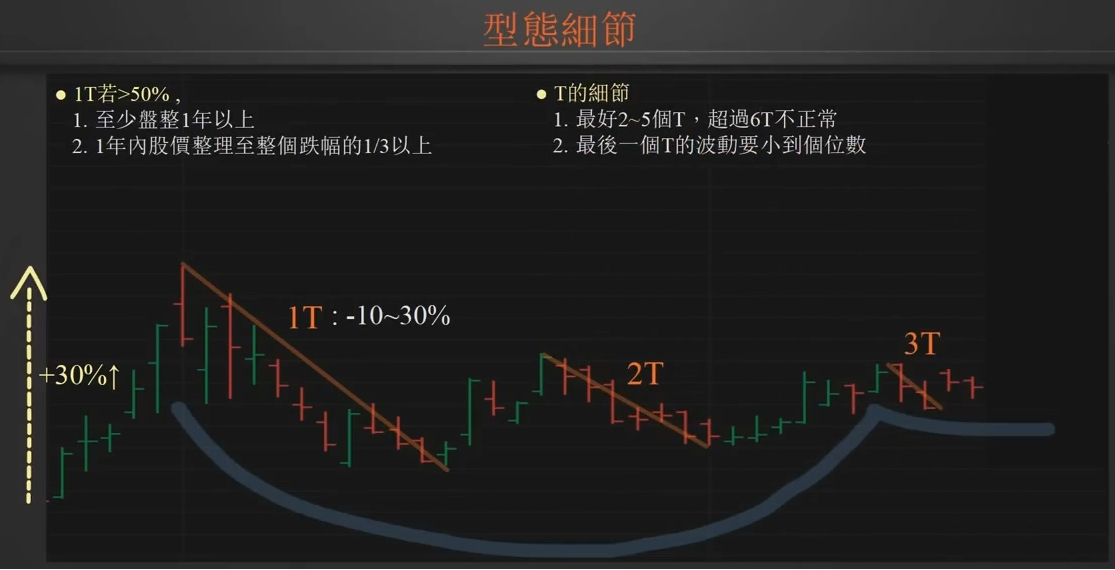 型態細節
● 1T若>50% ,
1. 至少盤整1年以上
2. 1年內股價整理至整個跌幅的1/3以上
● T的細節
1. 最好2~5個T，超過6T不正常
2. 最後一個T的波動要小到個位數
1T : -10~30%
+30%↑
2T
3T